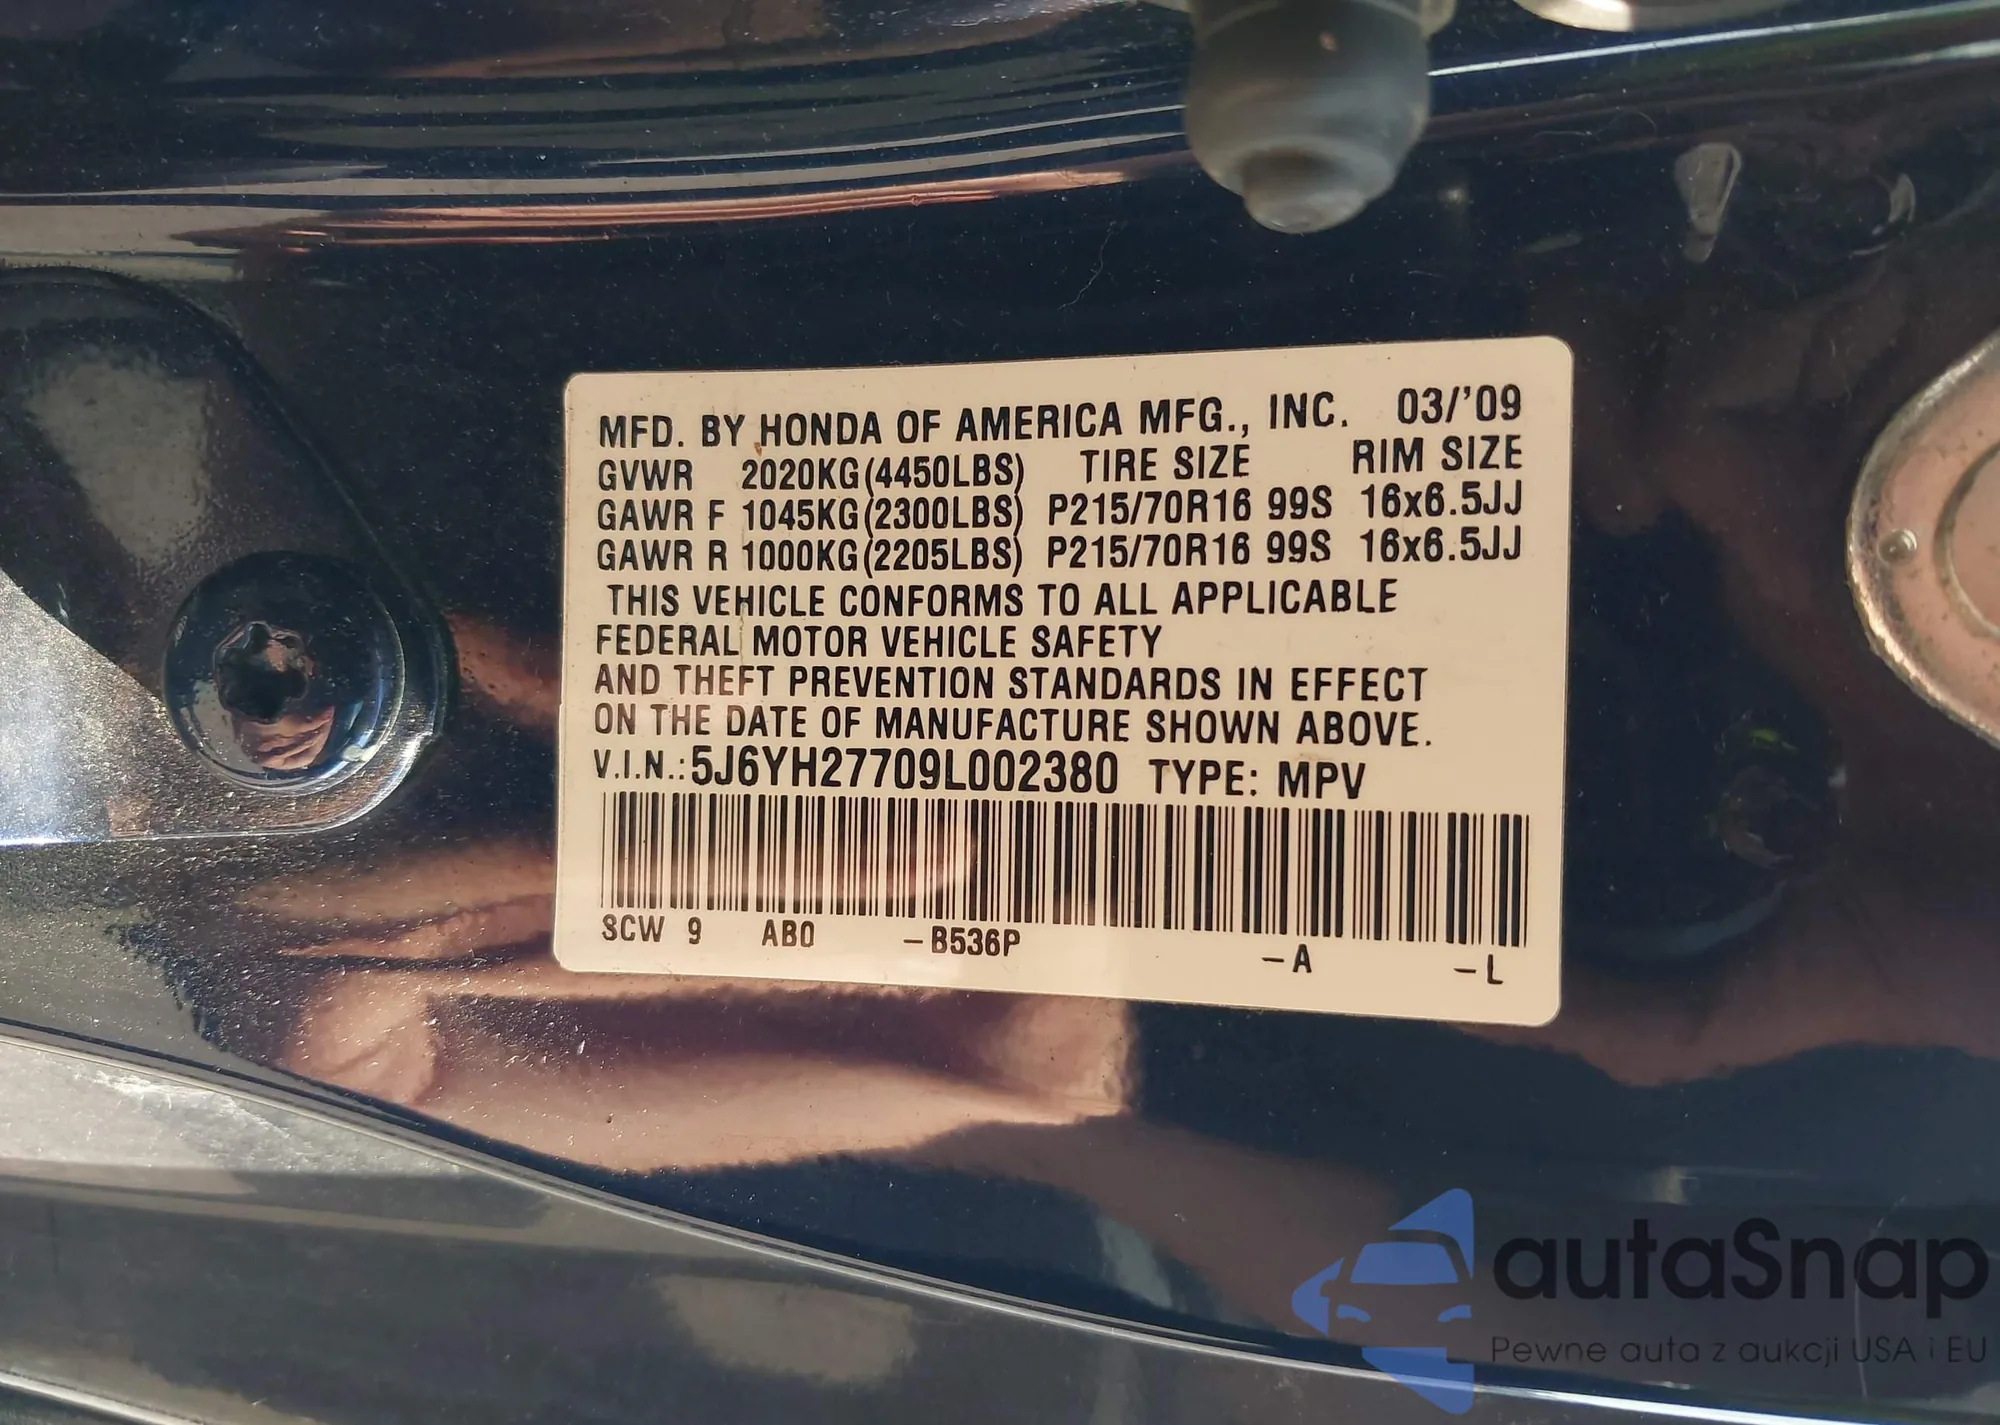 MFD. BY HONDA OF AMERICA MFG., INC. 03/'09
GVWR 2020KG(4450LBS) TIRE SIZE RIM SIZE
GAWR F 1045KG(2300LBS) P215/70R16 99S 16x6.5JJ
GAWR R 1000KG(2205LBS) P215/70R16 99S 16x6.5JJ
THIS VEHICLE CONFORMS TO ALL APPLICABLE
FEDERAL MOTOR VEHICLE SAFETY
AND THEFT PREVENTION STANDARDS IN EFFECT
ON THE DATE OF MANUFACTURE SHOWN ABOVE.
V.I.N.: 5J6YH27709L002380 TYPE: MPV
SCW 9 AB0 -B536P -A -L
autaSnap
Pewne auta z aukcji USA i EU